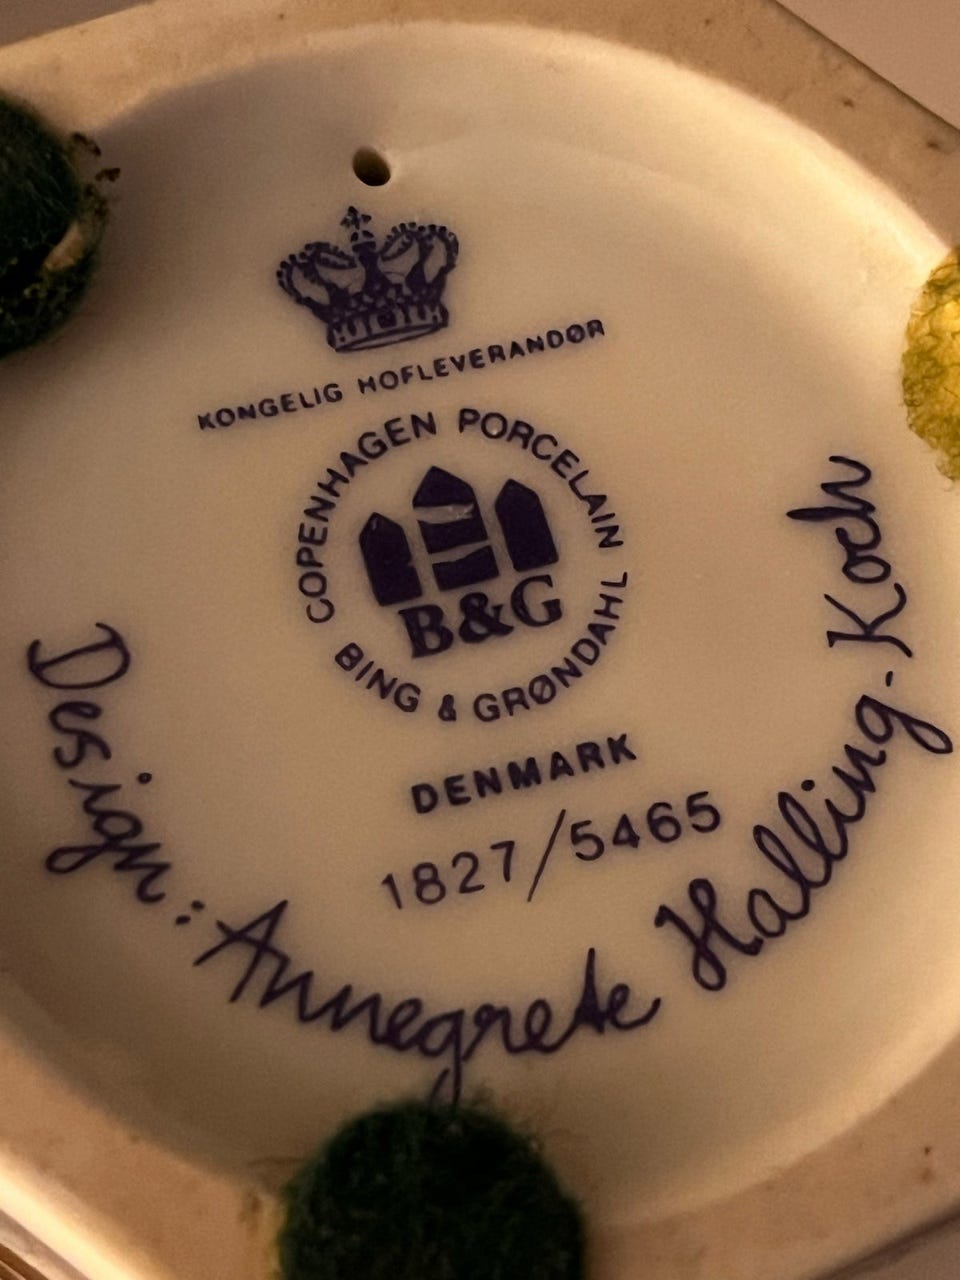 KONGELIG HOFLEVERANDØR
COPENHAGEN PORCELAIN
B&G
BING & GRØNDAHL
DENMARK
1827/5465
Design: Annegrete Halling-Koch